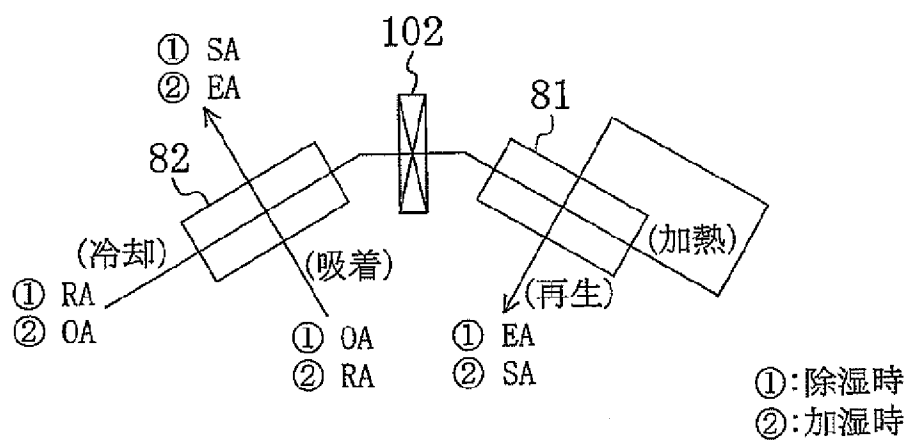 ① SA
② EA
102
81
82
(冷却)
(吸着)
(加熱)
(再生)
① RA
② OA
① OA
② RA
① EA
② SA
①:除湿時
②:加湿時